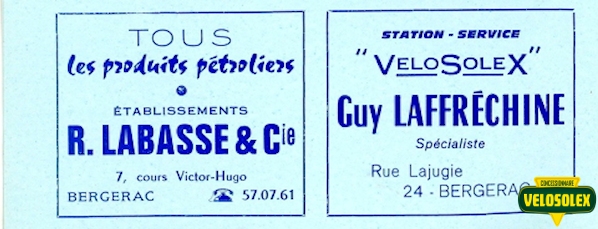 TOUS
les produits pétroliers
ÉTABLISSEMENTS
R. LABASSE & Cie
7, cours Victor-Hugo
BERGERAC ☎ 57.07.61
STATION - SERVICE
"VELOSOLEX"
Guy LAFFRÉCHINE
Spécialiste
Rue Lajugie
24 - BERGERAC
CONCESSIONNAIRE
VELOSOLEX